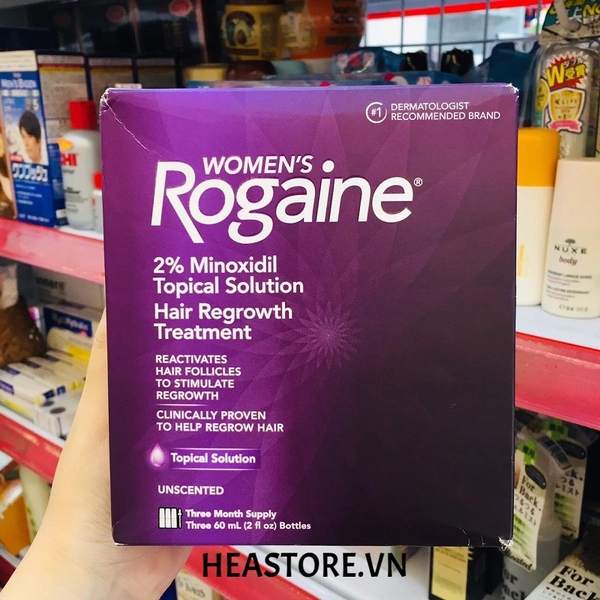 #1 DERMATOLOGIST
RECOMMENDED BRAND
WOMEN'S
Rogaine®
2% Minoxidil
Topical Solution
Hair Regrowth
Treatment
REACTIVATES
HAIR FOLLICLES
TO STIMULATE
REGROWTH
CLINICALLY PROVEN
TO HELP REGROW HAIR
Topical Solution
UNSCENTED
Three Month Supply
Three 60 mL (2 fl oz) Bottles
HEASTORE.VN
NUXE
body
For
Back